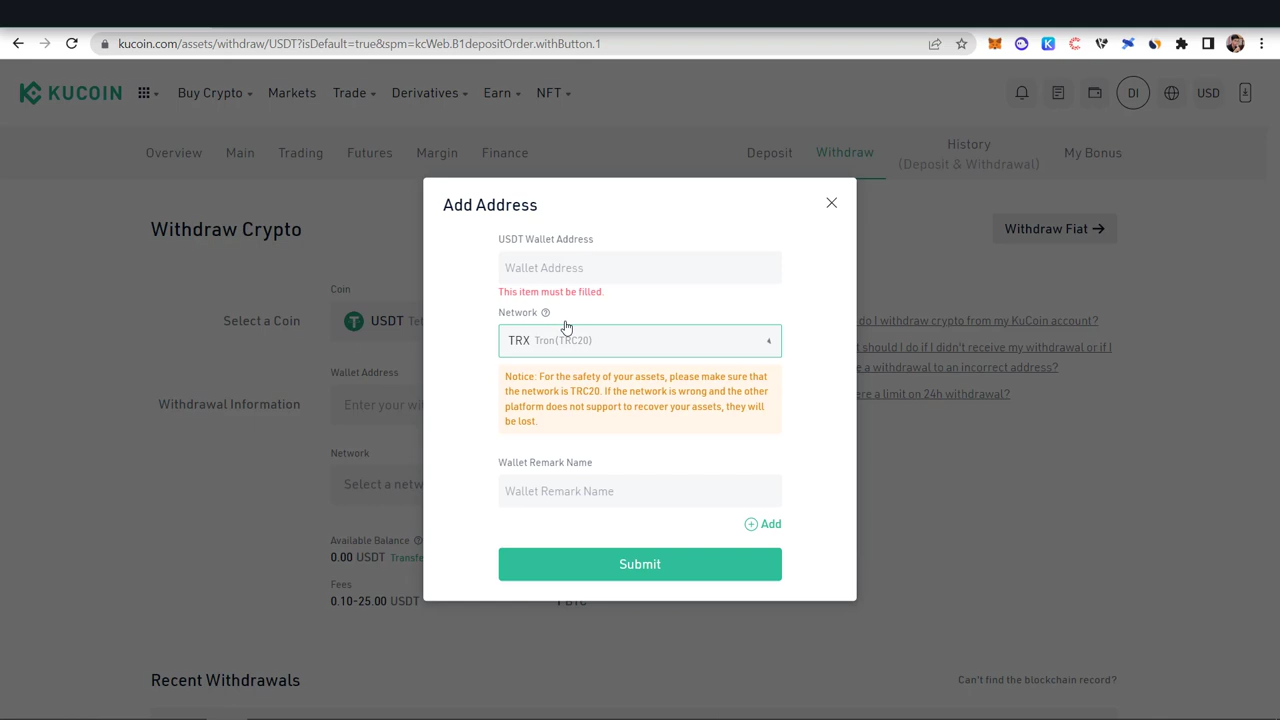 kucoin.com/assets/withdraw/USDT?isDefault=true&spm=kcWeb.B1depositOrder.withButton.1
KUCOIN
Buy Crypto
Markets
Trade
Derivatives
Earn
NFT
DI
USD
Overview
Main
Trading
Futures
Margin
Finance
Deposit
Withdraw
History
(Deposit & Withdrawal)
My Bonus
Withdraw Crypto
Withdraw Fiat →
Add Address
USDT Wallet Address
Wallet Address
This item must be filled.
Network
TRX Tron(TRC20)
Notice: For the safety of your assets, please make sure that
the network is TRC20. If the network is wrong and the other
platform does not support to recover your assets, they will
be lost.
Wallet Remark Name
Wallet Remark Name
Add
Submit
Coin
Select a Coin
USDT
Wallet Address
Withdrawal Information
Enter your
Network
Select a
Available Balance
0.00 USDT
Fees
0.10-25.00 USDT
1 BTC
do I withdraw crypto from my KuCoin account?
should I do if I didn't receive my withdrawal or if I
a withdrawal to an incorrect address?
a limit on 24h withdrawal?
Recent Withdrawals
Can't find the blockchain record?